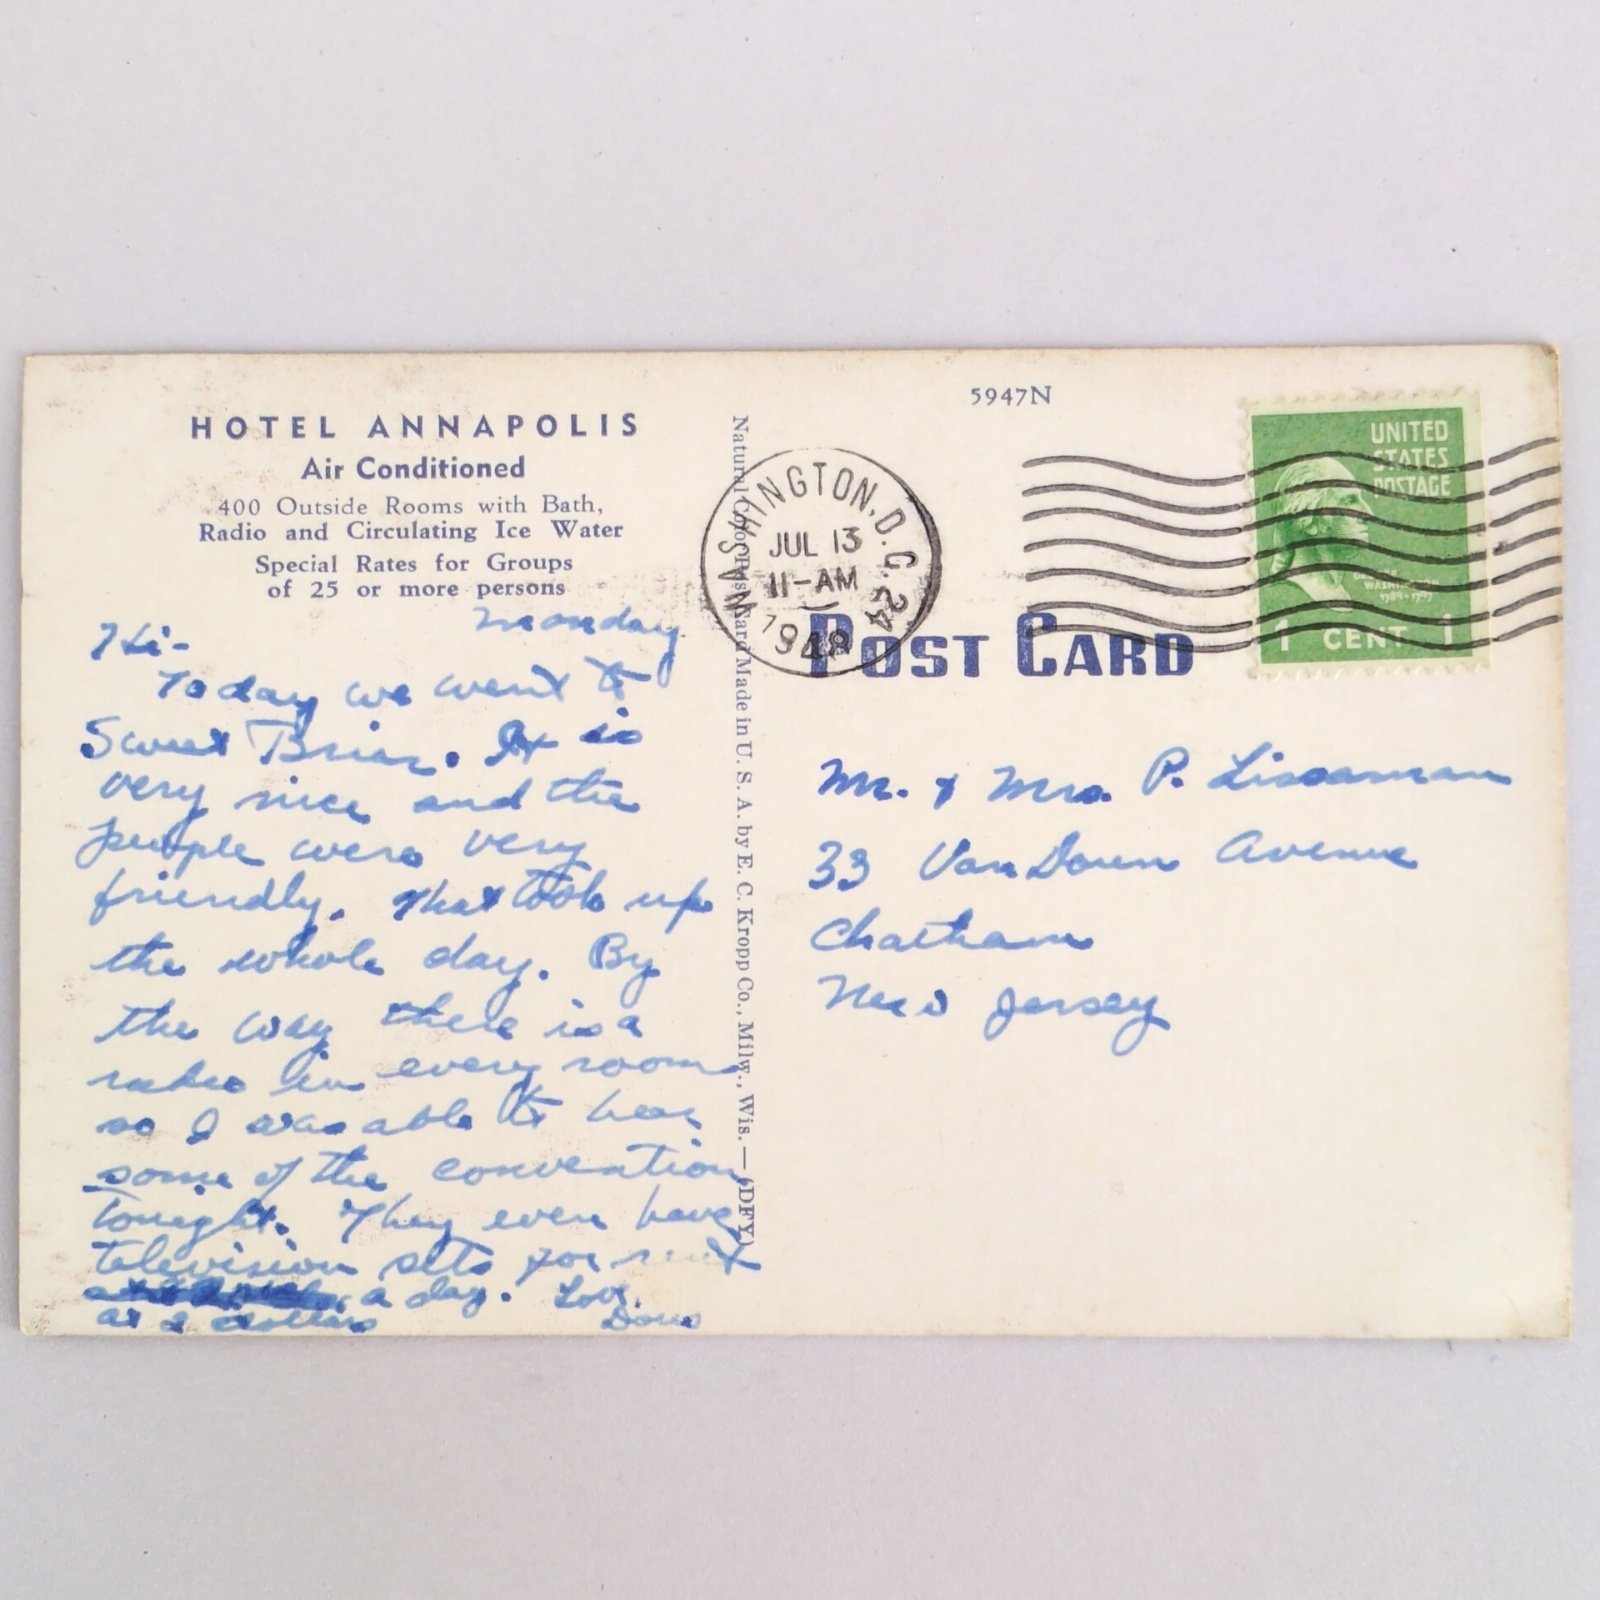 HOTEL ANNAPOLIS
Air Conditioned
400 Outside Rooms with Bath,
Radio and Circulating Ice Water
Special Rates for Groups
of 25 or more persons
Monday
Hi-
Today we went to
Sweet Briar. It is
very nice and the
people were very
friendly. That took up
the whole day. By
the way there is a
radio in every room
so I was able to hear
some of the convention
tonight. They even have
television sets for rent
a day. Love,
at 2 dollars Doris
Natural Color Post Card Made in U. S. A. by E. C. Kropp Co., Milw., Wis.—(DFY)
5947N
WASHINGTON, D.C. 24
JUL 13
11-AM
1948
UNITED
STATES
POSTAGE
GEORGE
WASHINGTON
1789-1797
1 CENT 1
POST CARD
Mr. & Mrs. P. Lissaman
33 Van Doren Avenue
Chatham
New Jersey